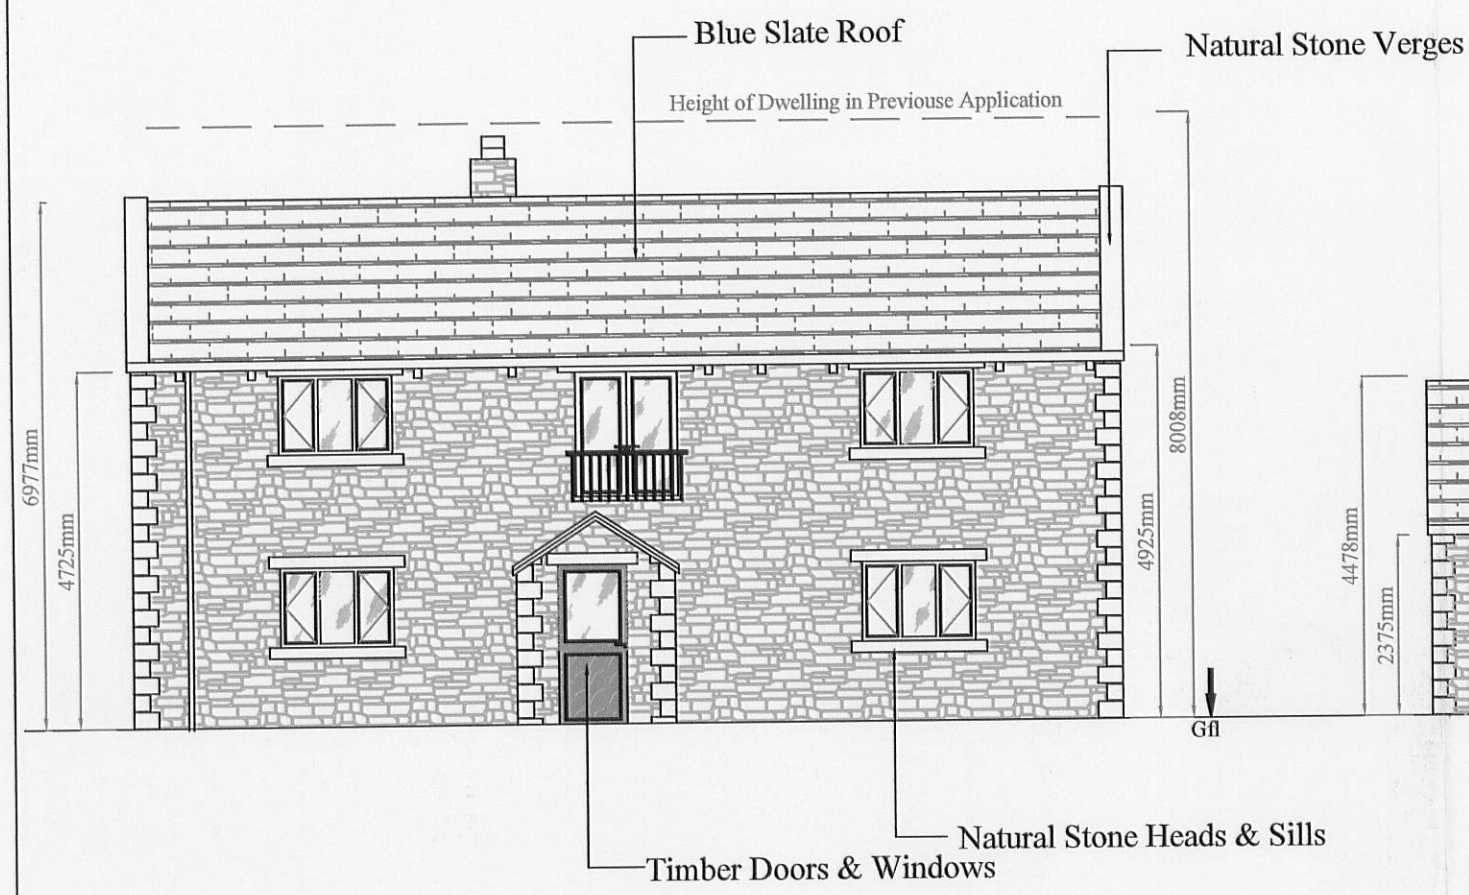 Blue Slate Roof
Natural Stone Verges
Height of Dwelling in Previouse Application
6977mm
4725mm
4925mm
8008mm
4478mm
2375mm
Gfl
Natural Stone Heads & Sills
Timber Doors & Windows